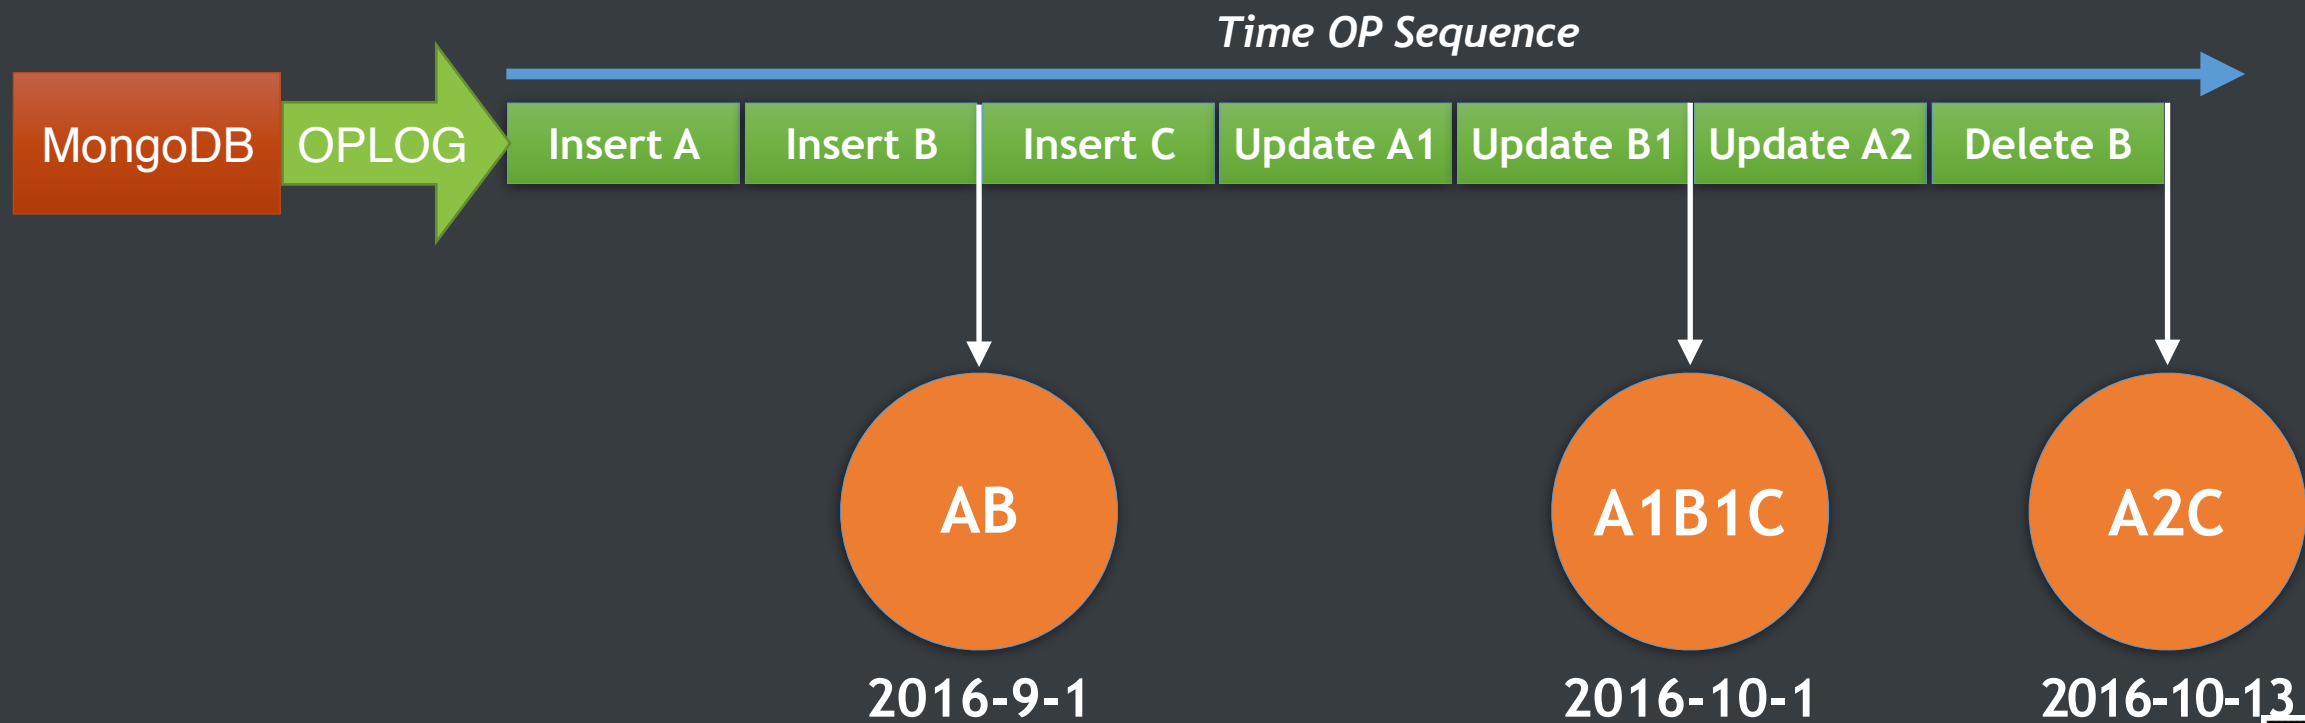 Time OP Sequence
MongoDB
OPLOG
Insert A
Insert B
Insert C
Update A1
Update B1
Update A2
Delete B
AB
A1B1C
A2C
2016-9-1
2016-10-1
2016-10-13